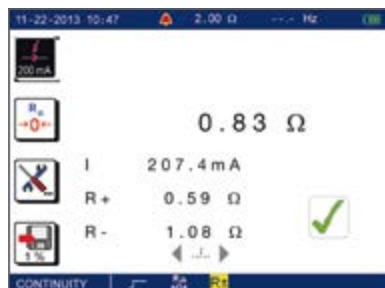 11-22-2013 10:47 2.00 Ω --.- Hz
200 mA
0.83 Ω
I 207.4mA
R+ 0.59 Ω
R- 1.08 Ω
1 %
CONTINUITY R±